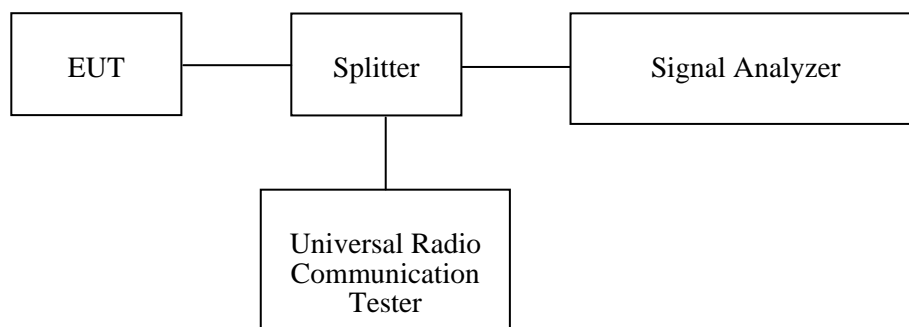 EUT
Splitter
Signal Analyzer
Universal Radio
Communication
Tester